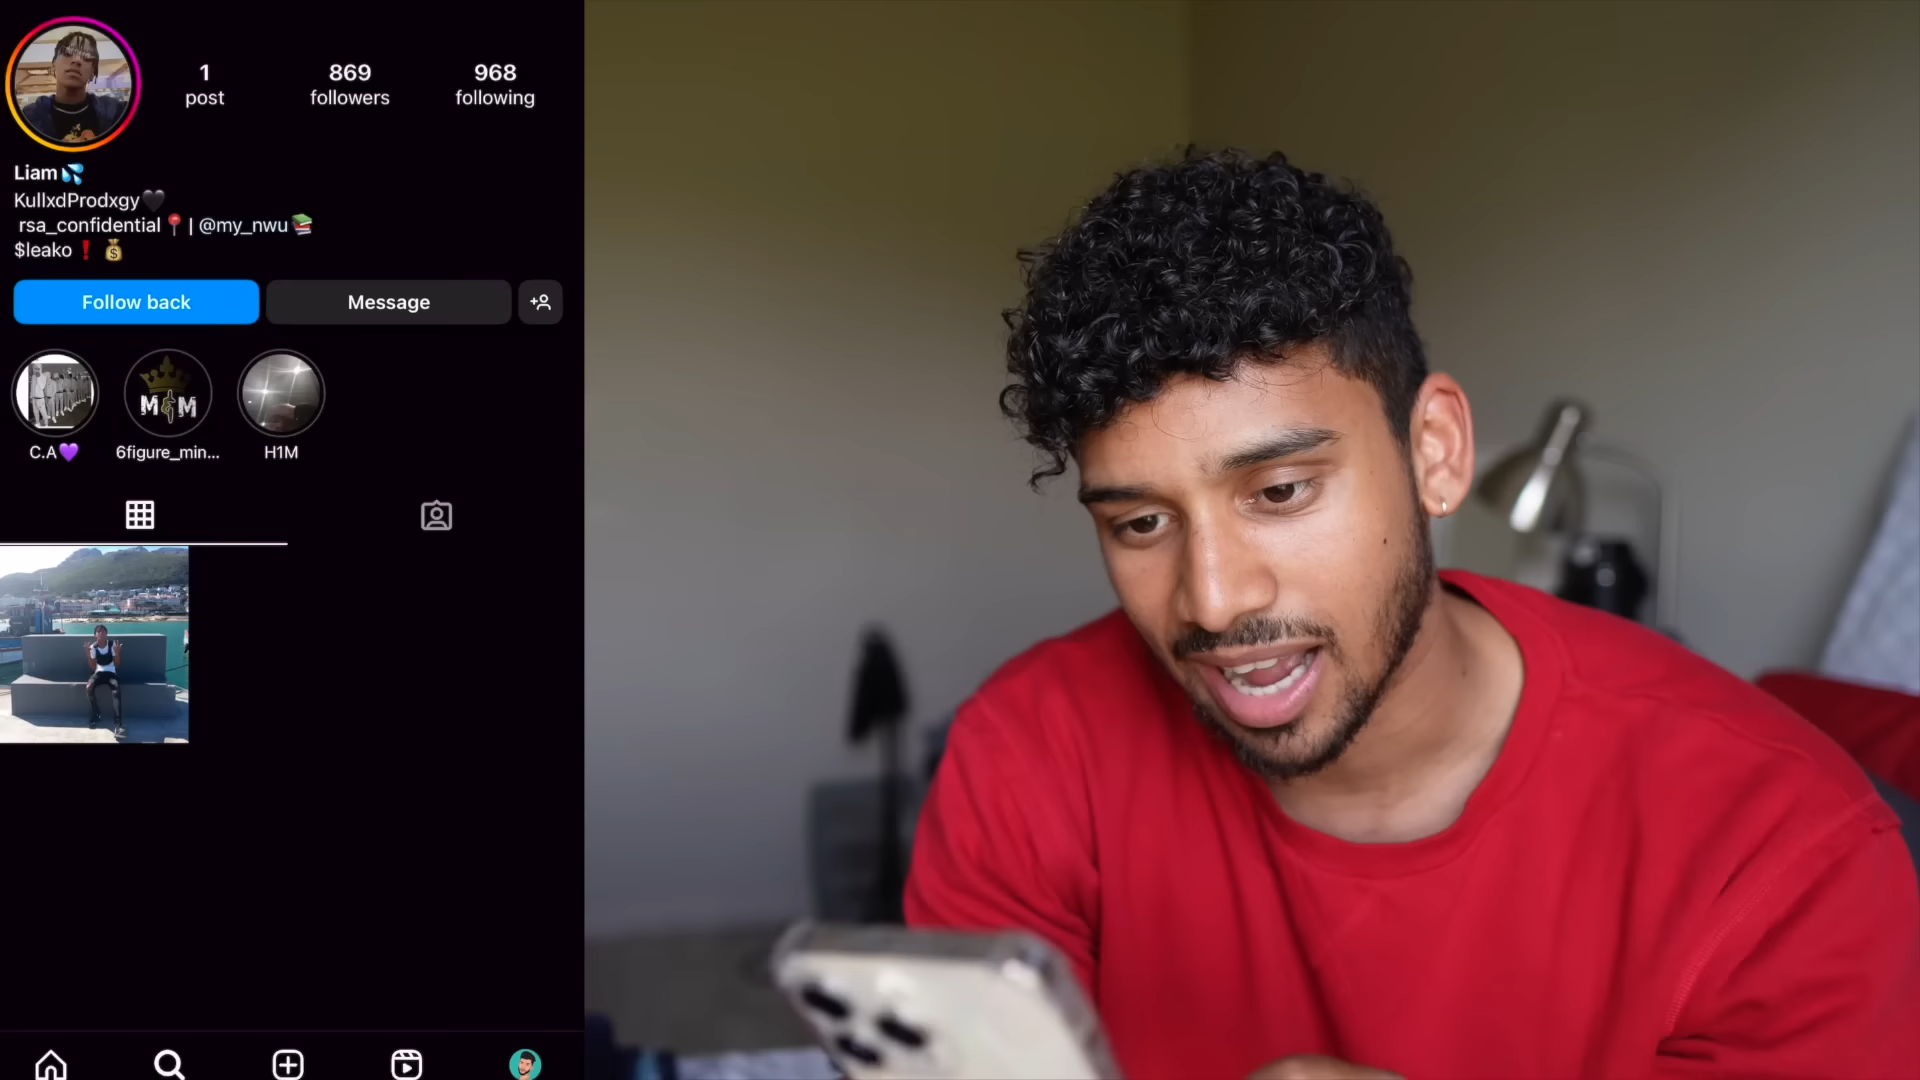 1
post
869
followers
968
following
Liam💦
KullxdProdxgy🖤
rsa_confidential📍| @my_nwu📚
$leako❗💰
Follow back
Message
M M
C.A💜
6figure_min...
H1M